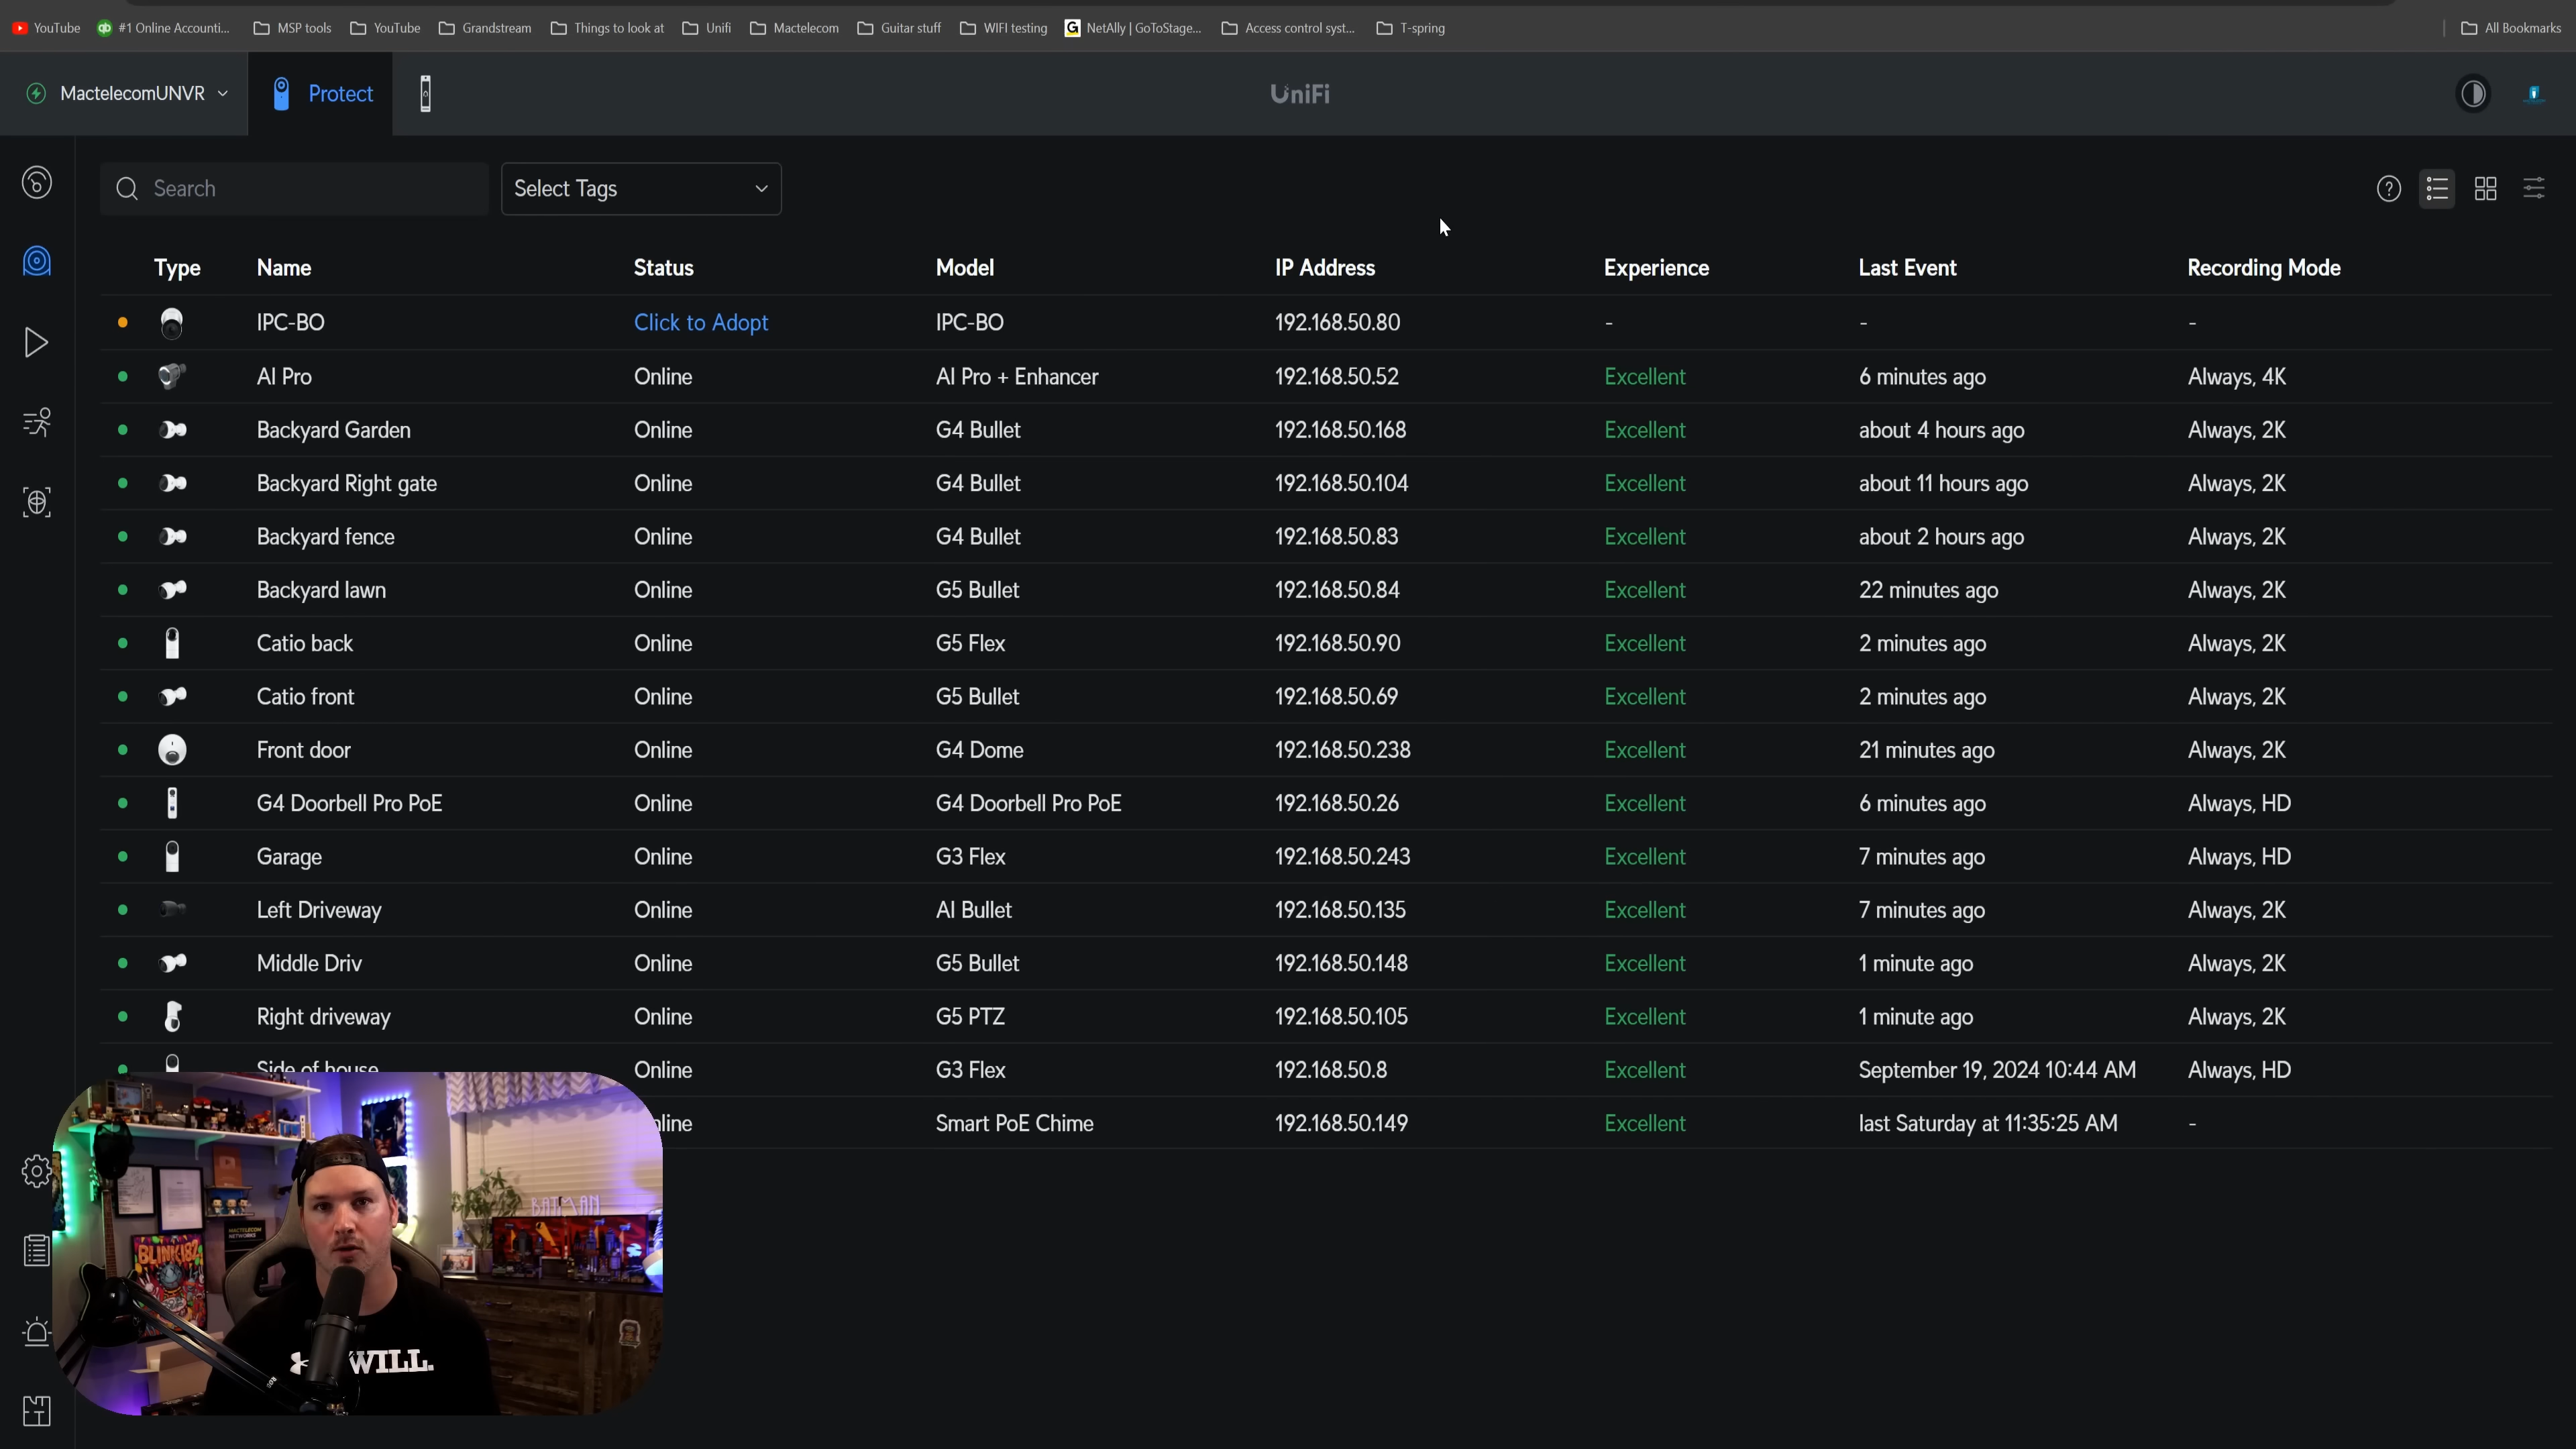 YouTube #1 Online Accounti... MSP tools YouTube Grandstream Things to look at Unifi Mactelecom Guitar stuff WIFI testing NetAlly | GoToStage... Access control syst... T-spring All Bookmarks
MactelecomUNVR Protect UniFi
Search Select Tags
Type Name Status Model IP Address Experience Last Event Recording Mode
IPC-BO Click to Adopt IPC-BO 192.168.50.80 - - -
AI Pro Online AI Pro + Enhancer 192.168.50.52 Excellent 6 minutes ago Always, 4K
Backyard Garden Online G4 Bullet 192.168.50.168 Excellent about 4 hours ago Always, 2K
Backyard Right gate Online G4 Bullet 192.168.50.104 Excellent about 11 hours ago Always, 2K
Backyard fence Online G4 Bullet 192.168.50.83 Excellent about 2 hours ago Always, 2K
Backyard lawn Online G5 Bullet 192.168.50.84 Excellent 22 minutes ago Always, 2K
Catio back Online G5 Flex 192.168.50.90 Excellent 2 minutes ago Always, 2K
Catio front Online G5 Bullet 192.168.50.69 Excellent 2 minutes ago Always, 2K
Front door Online G4 Dome 192.168.50.238 Excellent 21 minutes ago Always, 2K
G4 Doorbell Pro PoE Online G4 Doorbell Pro PoE 192.168.50.26 Excellent 6 minutes ago Always, HD
Garage Online G3 Flex 192.168.50.243 Excellent 7 minutes ago Always, HD
Left Driveway Online AI Bullet 192.168.50.135 Excellent 7 minutes ago Always, 2K
Middle Driv Online G5 Bullet 192.168.50.148 Excellent 1 minute ago Always, 2K
Right driveway Online G5 PTZ 192.168.50.105 Excellent 1 minute ago Always, 2K
Side of house Online G3 Flex 192.168.50.8 Excellent September 19, 2024 10:44 AM Always, HD
nline Smart PoE Chime 192.168.50.149 Excellent last Saturday at 11:35:25 AM -
BATMAN
MACTELECOM
NETWORKS
BLINK182
WILL.